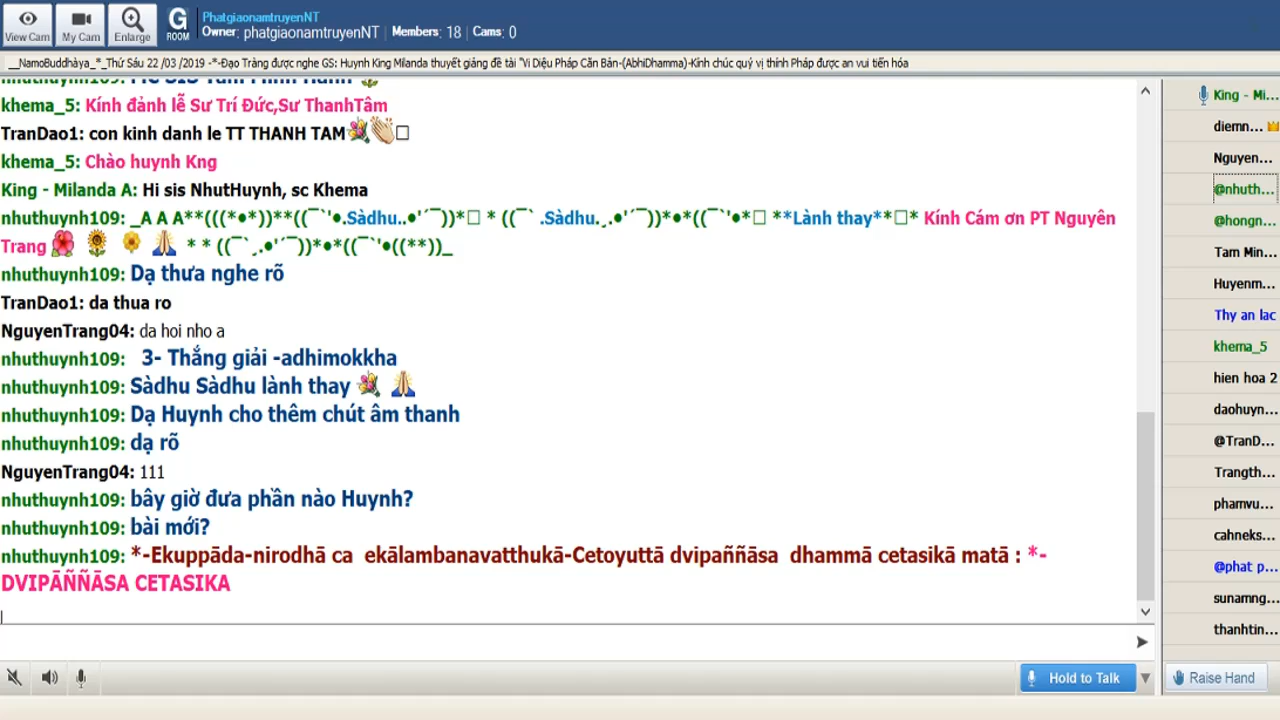 View Cam
My Cam
Enlarge
G
ROOM
PhatgiaonamtruyenNT
Owner: phatgiaonamtruyenNT | Members: 18 | Cams: 0
__NamoBuddhàya_*_Thứ Sáu 22 /03 /2019 -*-Đạo Tràng được nghe GS: Huynh King Milanda thuyết giảng đề tài "Vi Diệu Pháp Căn Bản-(AbhiDhamma)-Kính chúc quý vị thính Pháp được an vui tiến hóa
khema_5: Kính đảnh lễ Sư Trí Đức,Sư ThanhTâm
TranDao1: con kinh danh le TT THANH TAM
khema_5: Chào huynh Kng
King - Milanda A: Hi sis NhutHuynh, sc Khema
nhuthuynh109: _A A A**(((*•*))**((¯`'•.Sàdhu..•'´¯))*□ * ((¯` .Sàdhu.¸.•'´¯))*•*((¯`'•*□ **Lành thay**□* Kính Cám ơn PT Nguyên
Trang * * ((¯`¸.•'´¯))*•*((¯`'•((**))_
nhuthuynh109: Dạ thưa nghe rõ
TranDao1: da thua ro
NguyenTrang04: da hoi nho a
nhuthuynh109: 3- Thắng giải -adhimokkha
nhuthuynh109: Sàdhu Sàdhu lành thay
nhuthuynh109: Dạ Huynh cho thêm chút âm thanh
nhuthuynh109: dạ rõ
NguyenTrang04: 111
nhuthuynh109: bây giờ đưa phần nào Huynh?
nhuthuynh109: bài mới?
nhuthuynh109: *-Ekuppāda-nirodhā ca ekālambanavatthukā-Cetoyuttā dvipaññāsa dhammā cetasikā matā : *-
DVIPĀÑÑĀSA CETASIKA
King - Mi...
diemn...
Nguyen...
@nhuth...
@hongn...
Tam Min...
Huyenm...
Thy an lac
khema_5
hien hoa 2
daohuyn...
@TranD...
Trangth...
phamvu...
cahneks...
@phat p...
sunamng...
thanhtin...
Hold to Talk
Raise Hand